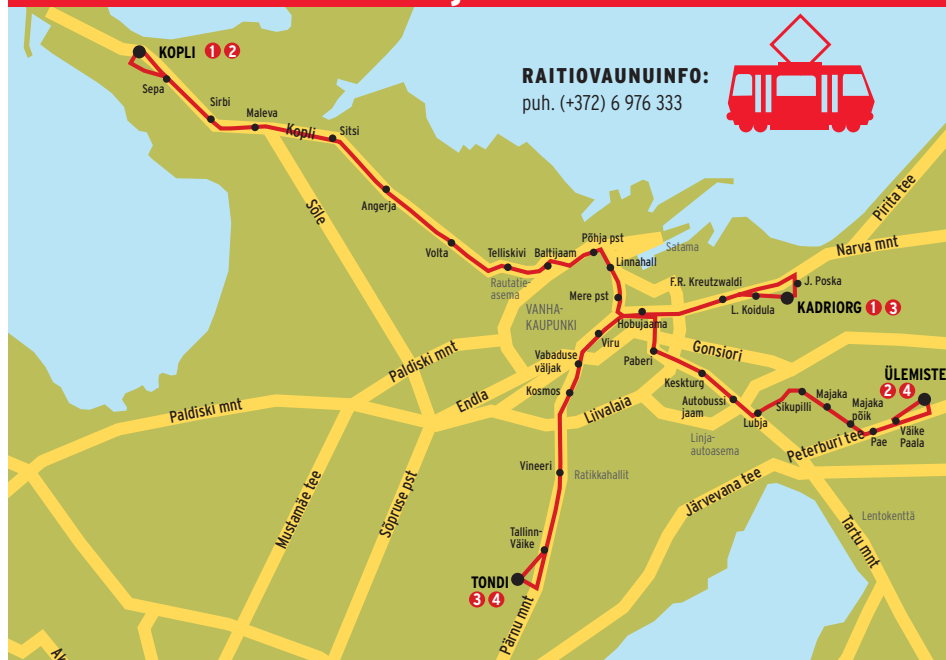 KOPLI 1 2
Sepa
Sirbi
Maleva
Kopli
Sitsi
RAITIOVAUNUINFO:
puh. (+372) 6 976 333
Sõle
Angerja
Volta
Telliskivi
Baltijaam
Põhja pst
Linnahall
Satama
Rautatie-
asema
VANHA-
KAUPUNKI
Mere pst
Hobujaama
F.R. Kreutzwaldi
L. Koidula
J. Poska
KADRIORG 1 3
Pirita tee
Narva mnt
Viru
Vabaduse
väljak
Kosmos
Paberi
Gonsiori
Keskturg
Autobussi
jaam
Lubja
Sikupilli
Majaka
Majaka
põik
Pae
Väike
Paala
ÜLEMISTE
2 4
Paldiski mnt
Paldiski mnt
Endla
Liivalaia
Linja-
autoasema
Peterburi tee
Järvevana tee
Lentokenttä
Tartu mnt
Vineeri
Ratikkahallit
Mustamäe tee
Sõpruse pst
Tallinn-
Väike
TONDI
3 4
Pärnu mnt